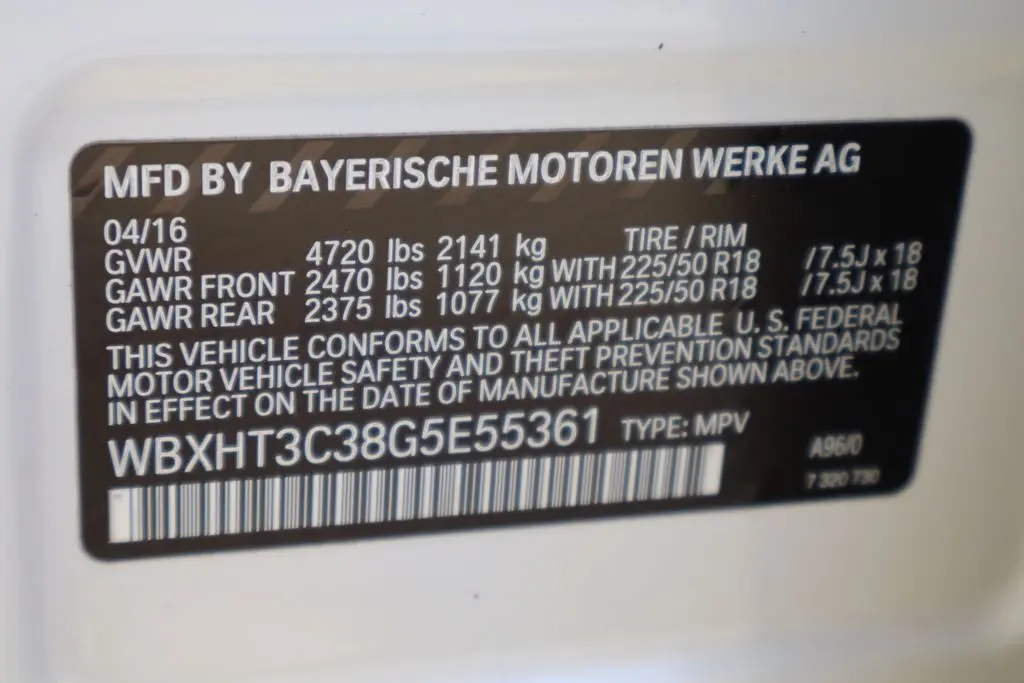 MFD BY BAYERISCHE MOTOREN WERKE AG
04/16 TIRE / RIM
GVWR 4720 lbs 2141 kg
GAWR FRONT 2470 lbs 1120 kg WITH 225/50 R18 /7.5J x 18
GAWR REAR 2375 lbs 1077 kg WITH 225/50 R18 /7.5J x 18
THIS VEHICLE CONFORMS TO ALL APPLICABLE U. S. FEDERAL
MOTOR VEHICLE SAFETY AND THEFT PREVENTION STANDARDS
IN EFFECT ON THE DATE OF MANUFACTURE SHOWN ABOVE.
WBXHT3C38G5E55361 TYPE: MPV
A96/0
7 320 730